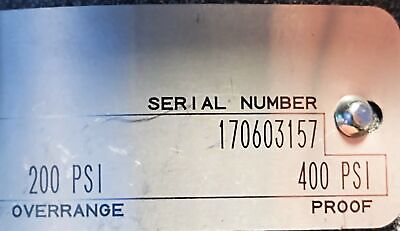 SERIAL NUMBER
170603157
200 PSI 400 PSI
OVERRANGE PROOF